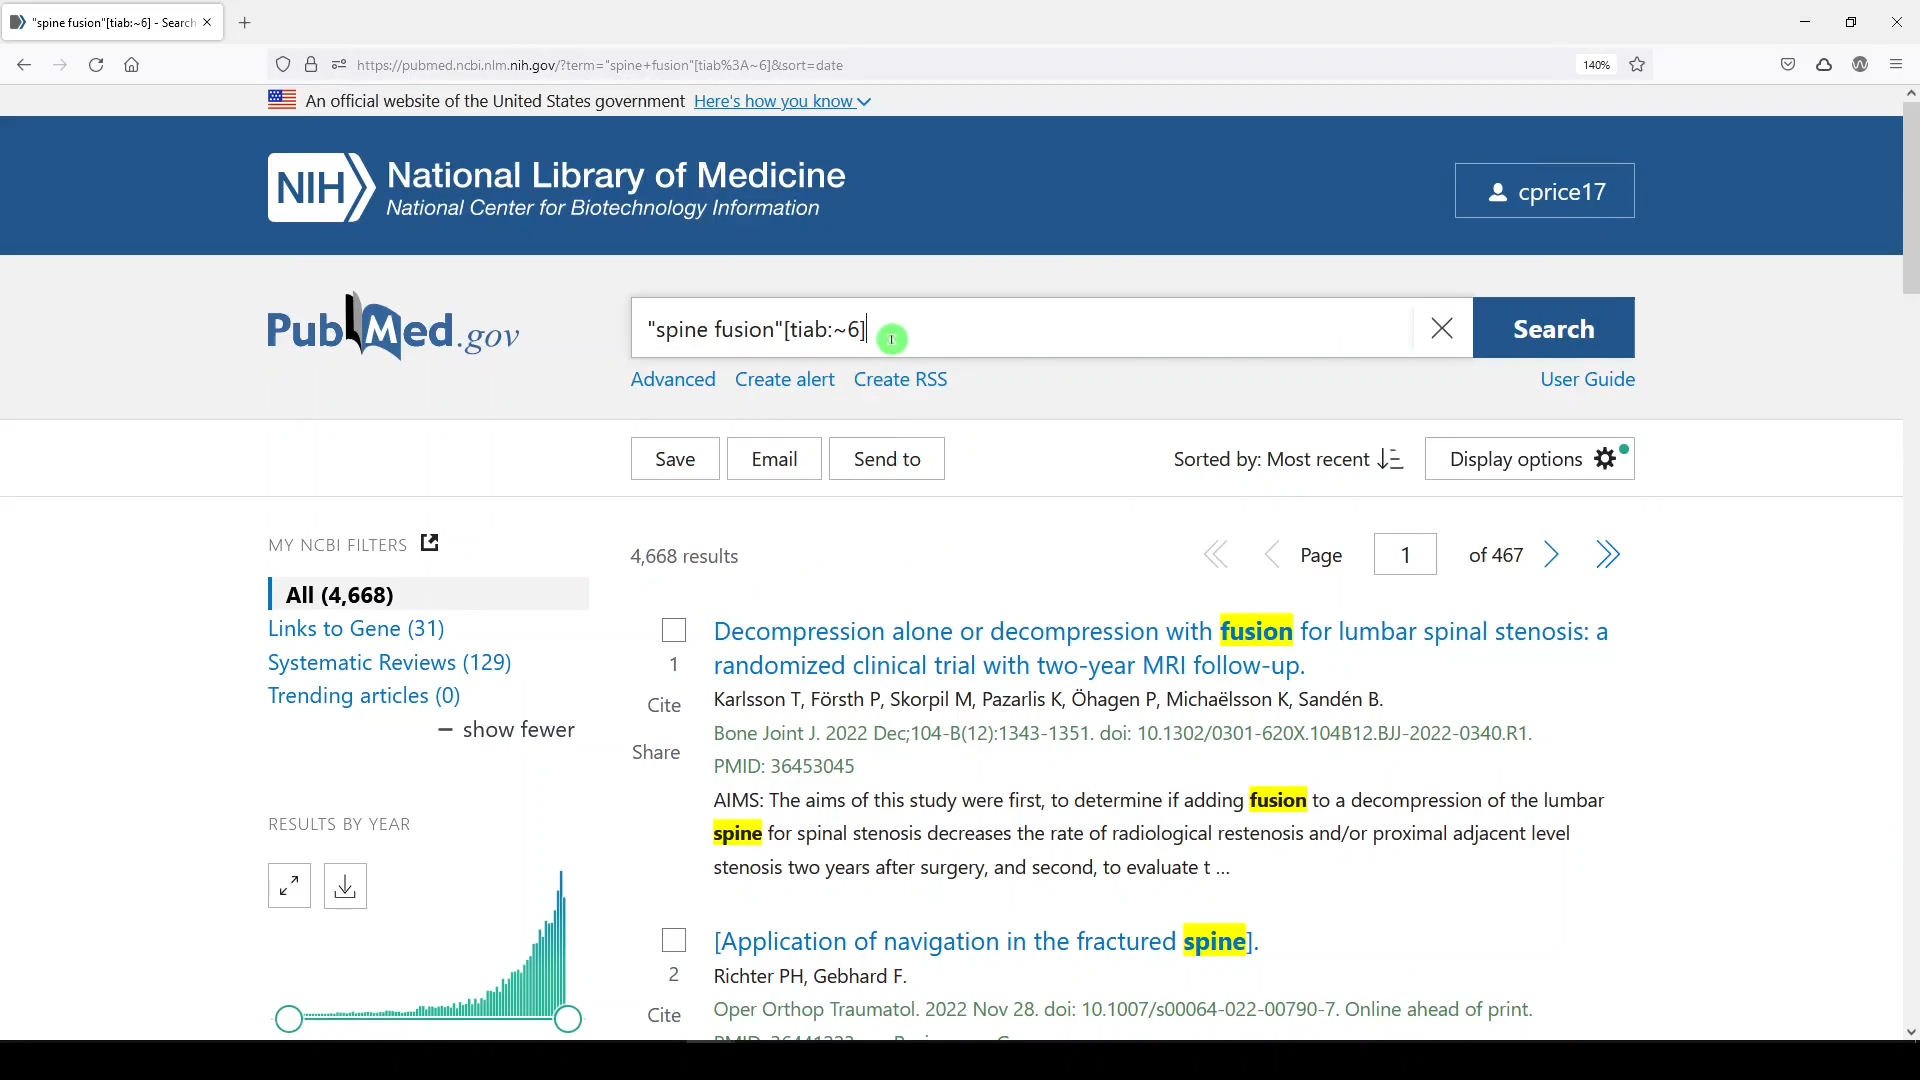 "spine fusion"[tiab:~6] - Search
https://pubmed.ncbi.nlm.nih.gov/?term="spine+fusion"[tiab%3A~6]&sort=date
140%
An official website of the United States government Here's how you know
NIH
National Library of Medicine
National Center for Biotechnology Information
cprice17
PubMed.gov
"spine fusion"[tiab:~6]
Search
Advanced Create alert Create RSS
User Guide
Save Email Send to
Sorted by: Most recent
Display options
MY NCBI FILTERS
All (4,668)
Links to Gene (31)
Systematic Reviews (129)
Trending articles (0)
— show fewer
RESULTS BY YEAR
4,668 results
Page 1 of 467
Decompression alone or decompression with fusion for lumbar spinal stenosis: a
randomized clinical trial with two-year MRI follow-up.
1
Cite
Share
Karlsson T, Försth P, Skorpil M, Pazarlis K, Öhagen P, Michaëlsson K, Sandén B.
Bone Joint J. 2022 Dec;104-B(12):1343-1351. doi: 10.1302/0301-620X.104B12.BJJ-2022-0340.R1.
PMID: 36453045
AIMS: The aims of this study were first, to determine if adding fusion to a decompression of the lumbar
spine for spinal stenosis decreases the rate of radiological restenosis and/or proximal adjacent level
stenosis two years after surgery, and second, to evaluate t ...
[Application of navigation in the fractured spine].
2
Cite
Richter PH, Gebhard F.
Oper Orthop Traumatol. 2022 Nov 28. doi: 10.1007/s00064-022-00790-7. Online ahead of print.